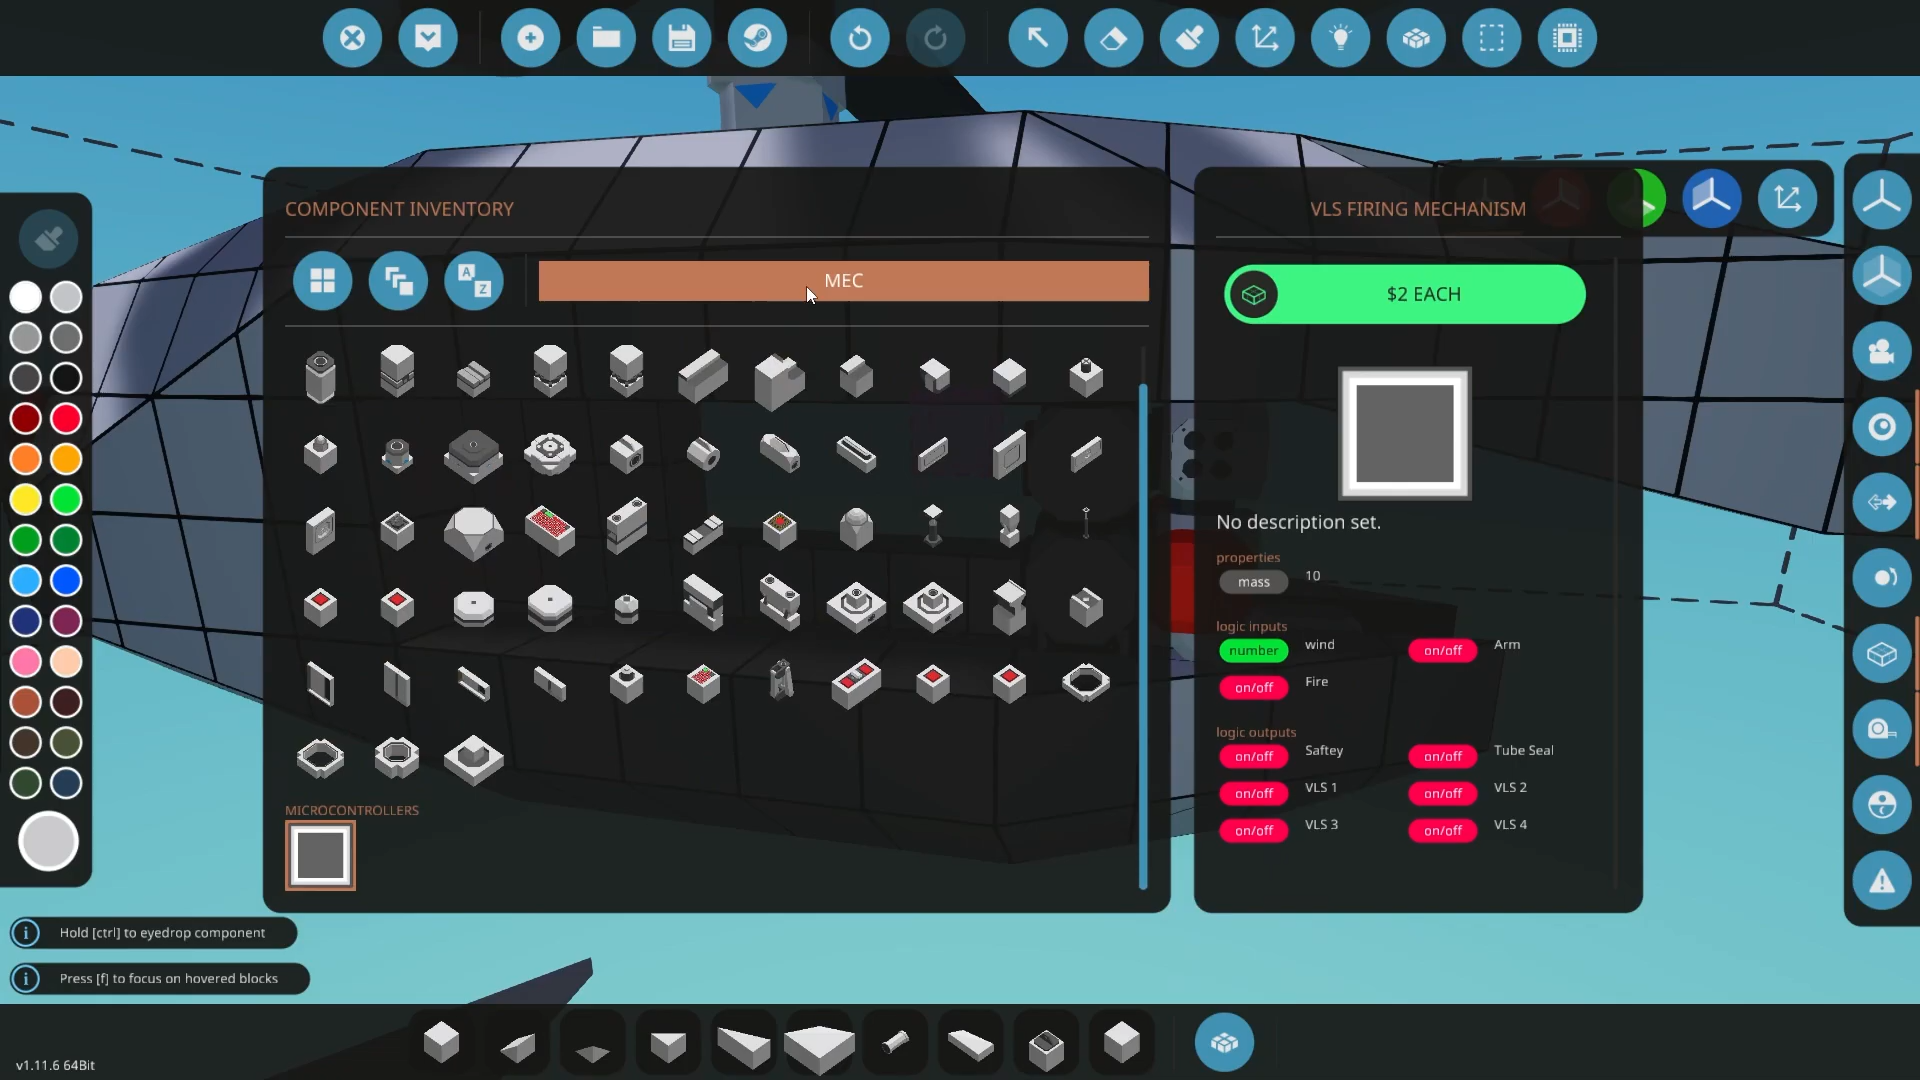 COMPONENT INVENTORY
A
Z
MEC
MICROCONTROLLERS
VLS FIRING MECHANISM
$2 EACH
No description set.
properties
mass 10
logic inputs
number wind on/off Arm
on/off Fire
logic outputs
on/off Saftey on/off Tube Seal
on/off VLS 1 on/off VLS 2
on/off VLS 3 on/off VLS 4
i Hold [ctrl] to eyedrop component
i Press [f] to focus on hovered blocks
v1.11.6 64Bit